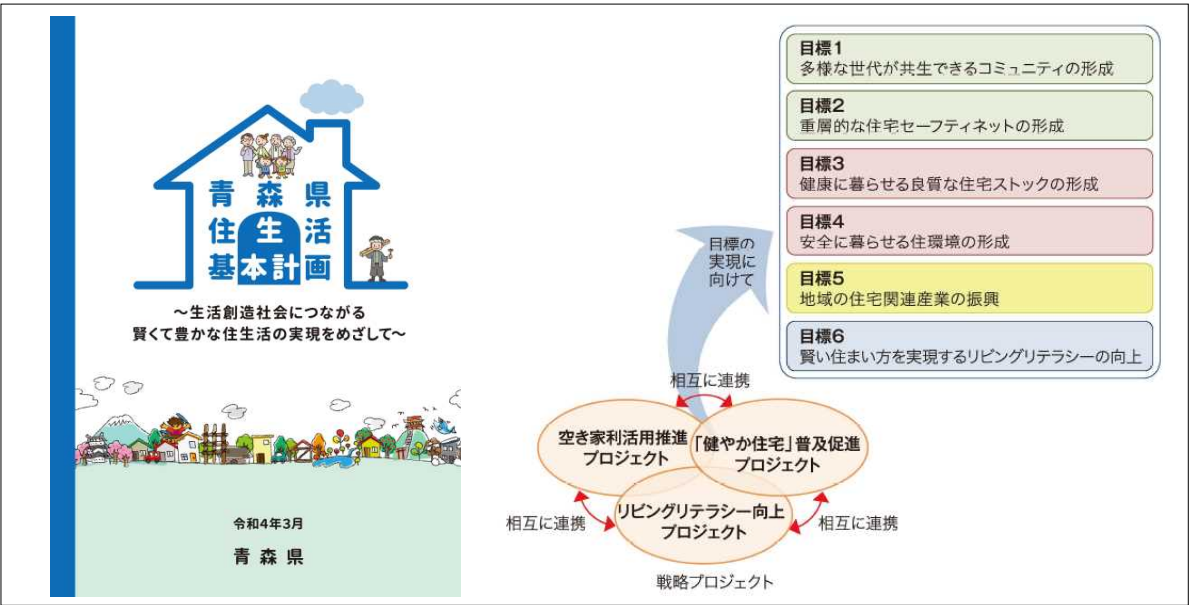 青森県
住生活
基本計画
～生活創造社会につながる
賢くて豊かな住生活の実現をめざして～
令和4年3月
青森県
目標1
多様な世代が共生できるコミュニティの形成
目標2
重層的な住宅セーフティネットの形成
目標3
健康に暮らせる良質な住宅ストックの形成
目標4
安全に暮らせる住環境の形成
目標5
地域の住宅関連産業の振興
目標6
賢い住まい方を実現するリビングリテラシーの向上
目標の
実現に
向けて
相互に連携
空き家利活用推進
プロジェクト
「健やか住宅」普及促進
プロジェクト
リビングリテラシー向上
プロジェクト
相互に連携
相互に連携
戦略プロジェクト